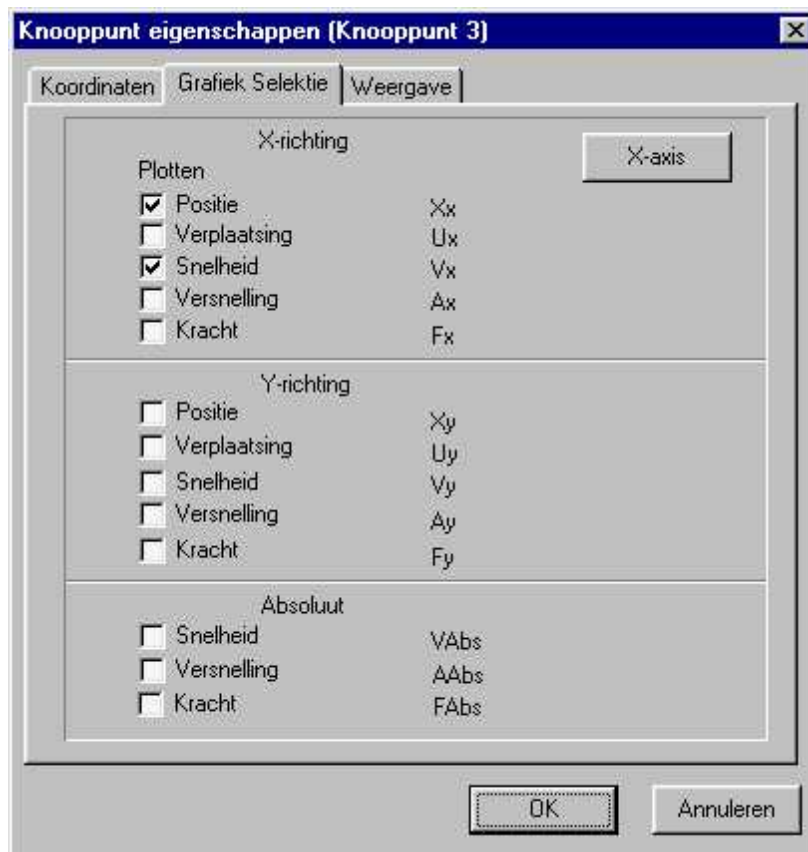 Knooppunt eigenschappen (Knooppunt 3)
Koordinaten Grafiek Selektie Weergave
X-richting
X-axis
Plotten
Positie Xx
Verplaatsing Ux
Snelheid Vx
Versnelling Ax
Kracht Fx
Y-richting
Positie Xy
Verplaatsing Uy
Snelheid Vy
Versnelling Ay
Kracht Fy
Absoluut
Snelheid VAbs
Versnelling AAbs
Kracht FAbs
OK Annuleren